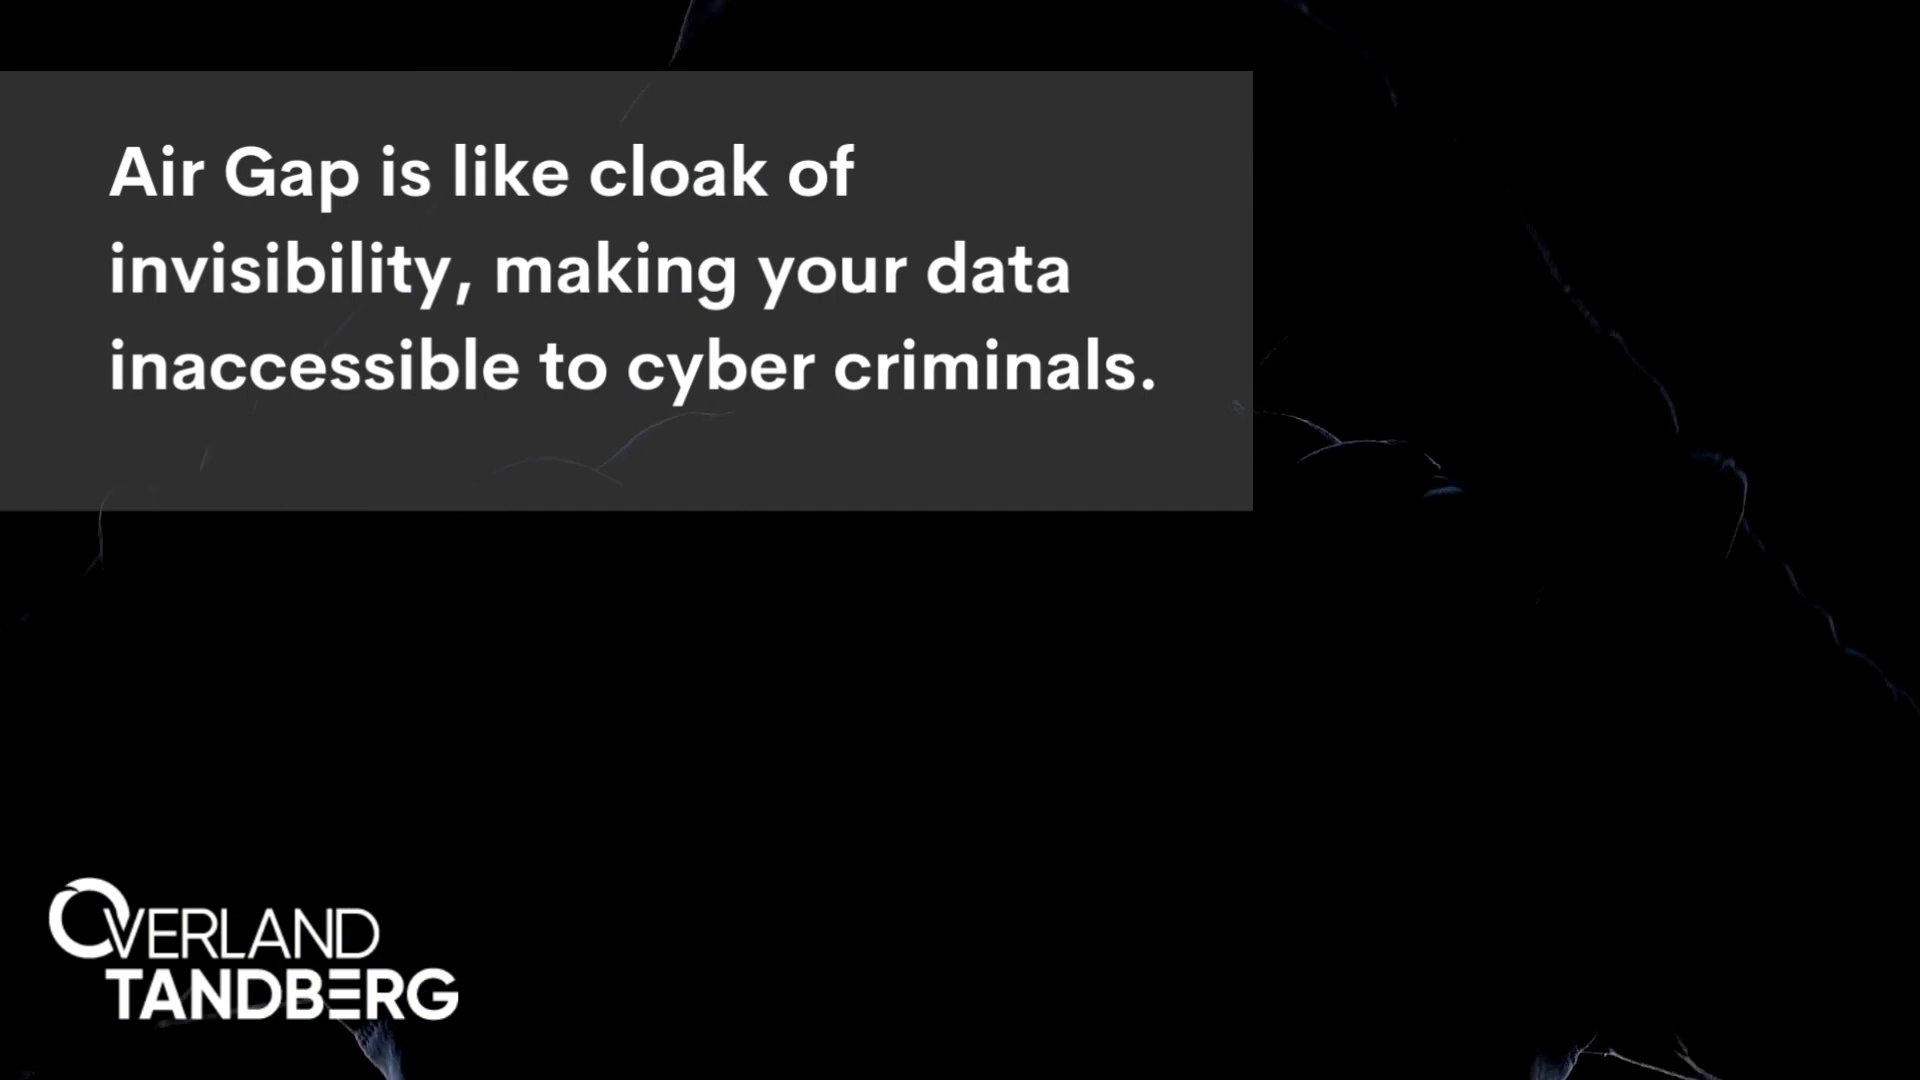 Air Gap is like cloak of
invisibility, making your data
inaccessible to cyber criminals.
OVERLAND
TANDBERG